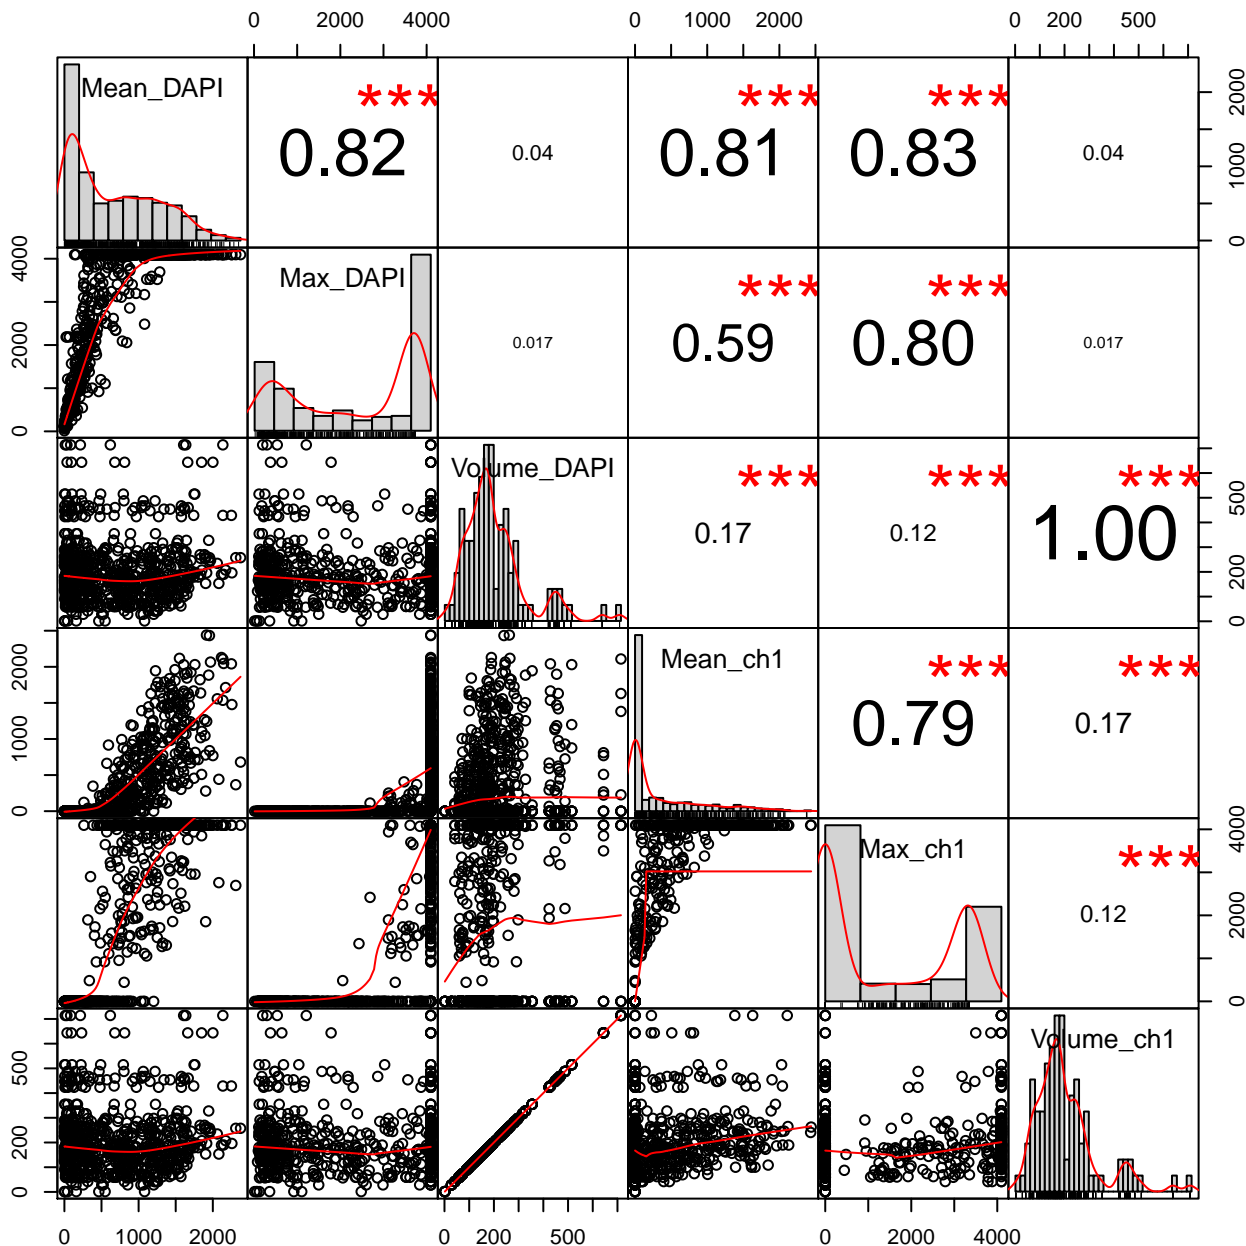 0 2000 4000 0 1000 2000 0 200 500
Mean_DAPI *** 0.82 0.04 *** 0.81 *** 0.83 0.04 0 1000 2000
0 2000 4000 Max_DAPI 0.017 *** 0.59 *** 0.80 0.017
Volume_DAPI *** 0.17 *** 0.12 *** 1.00 0 200 500
0 1000 2000 Mean_ch1 *** 0.79 *** 0.17
Max_ch1 *** 0.12 0 2000 4000
0 200 500 Volume_ch1
0 1000 2000 0 200 500 0 2000 4000